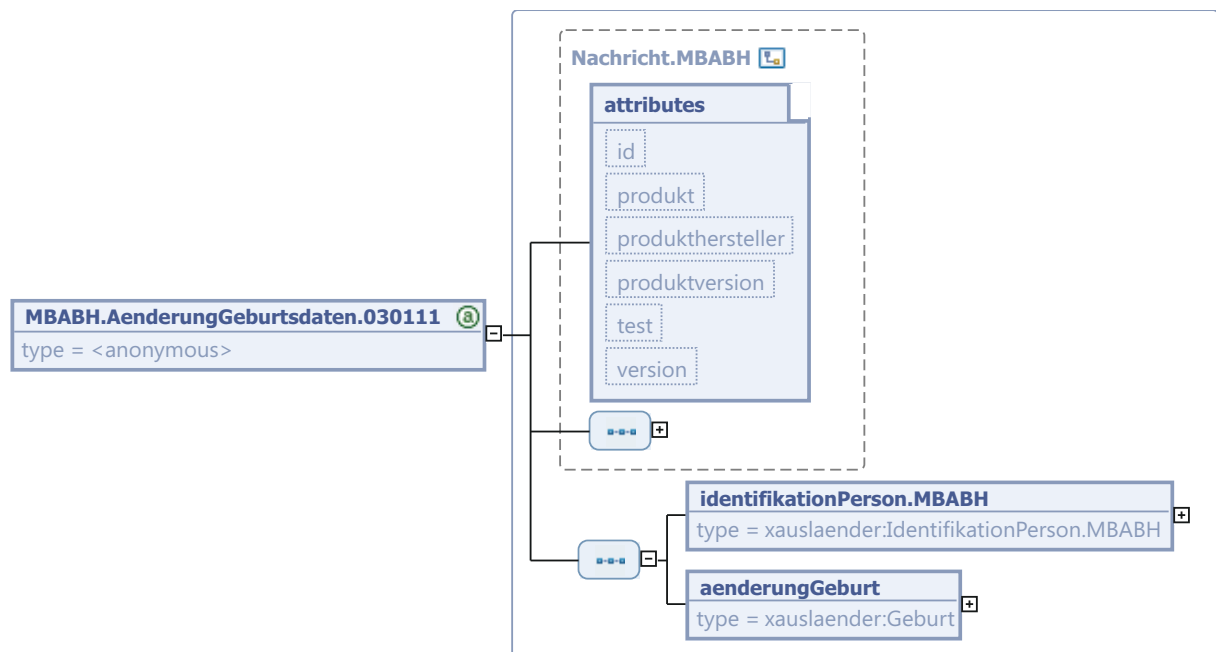 Nachricht.MBABH
attributes
id
produkt
produkthersteller
produktversion
test
version
MBABH.AenderungGeburtsdaten.030111 a
type = <anonymous>
identifikationPerson.MBABH
type = xauslaender:IdentifikationPerson.MBABH
aenderungGeburt
type = xauslaender:Geburt